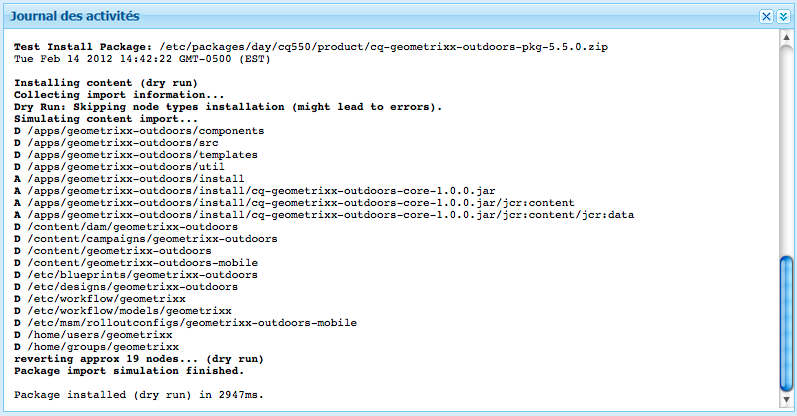 Journal des activités
Test Install Package: /etc/packages/day/cq550/product/cq-geometrixx-outdoors-pkg-5.5.0.zip
Tue Feb 14 2012 14:42:22 GMT-0500 (EST)
Installing content (dry run)
Collecting import information...
Dry Run: Skipping node types installation (might lead to errors).
Simulating content import...
D /apps/geometrixx-outdoors/components
D /apps/geometrixx-outdoors/src
D /apps/geometrixx-outdoors/templates
D /apps/geometrixx-outdoors/util
A /apps/geometrixx-outdoors/install
A /apps/geometrixx-outdoors/install/cq-geometrixx-outdoors-core-1.0.0.jar
A /apps/geometrixx-outdoors/install/cq-geometrixx-outdoors-core-1.0.0.jar/jcr:content
A /apps/geometrixx-outdoors/install/cq-geometrixx-outdoors-core-1.0.0.jar/jcr:content/jcr:data
D /content/dam/geometrixx-outdoors
D /content/campaigns/geometrixx-outdoors
D /content/geometrixx-outdoors
D /content/geometrixx-outdoors-mobile
D /etc/blueprints/geometrixx-outdoors
D /etc/designs/geometrixx-outdoors
D /etc/workflow/geometrixx
D /etc/workflow/models/geometrixx
D /etc/msm/rolloutconfigs/geometrixx-outdoors-mobile
D /home/users/geometrixx
D /home/groups/geometrixx
reverting approx 19 nodes... (dry run)
Package import simulation finished.
Package installed (dry run) in 2947ms.